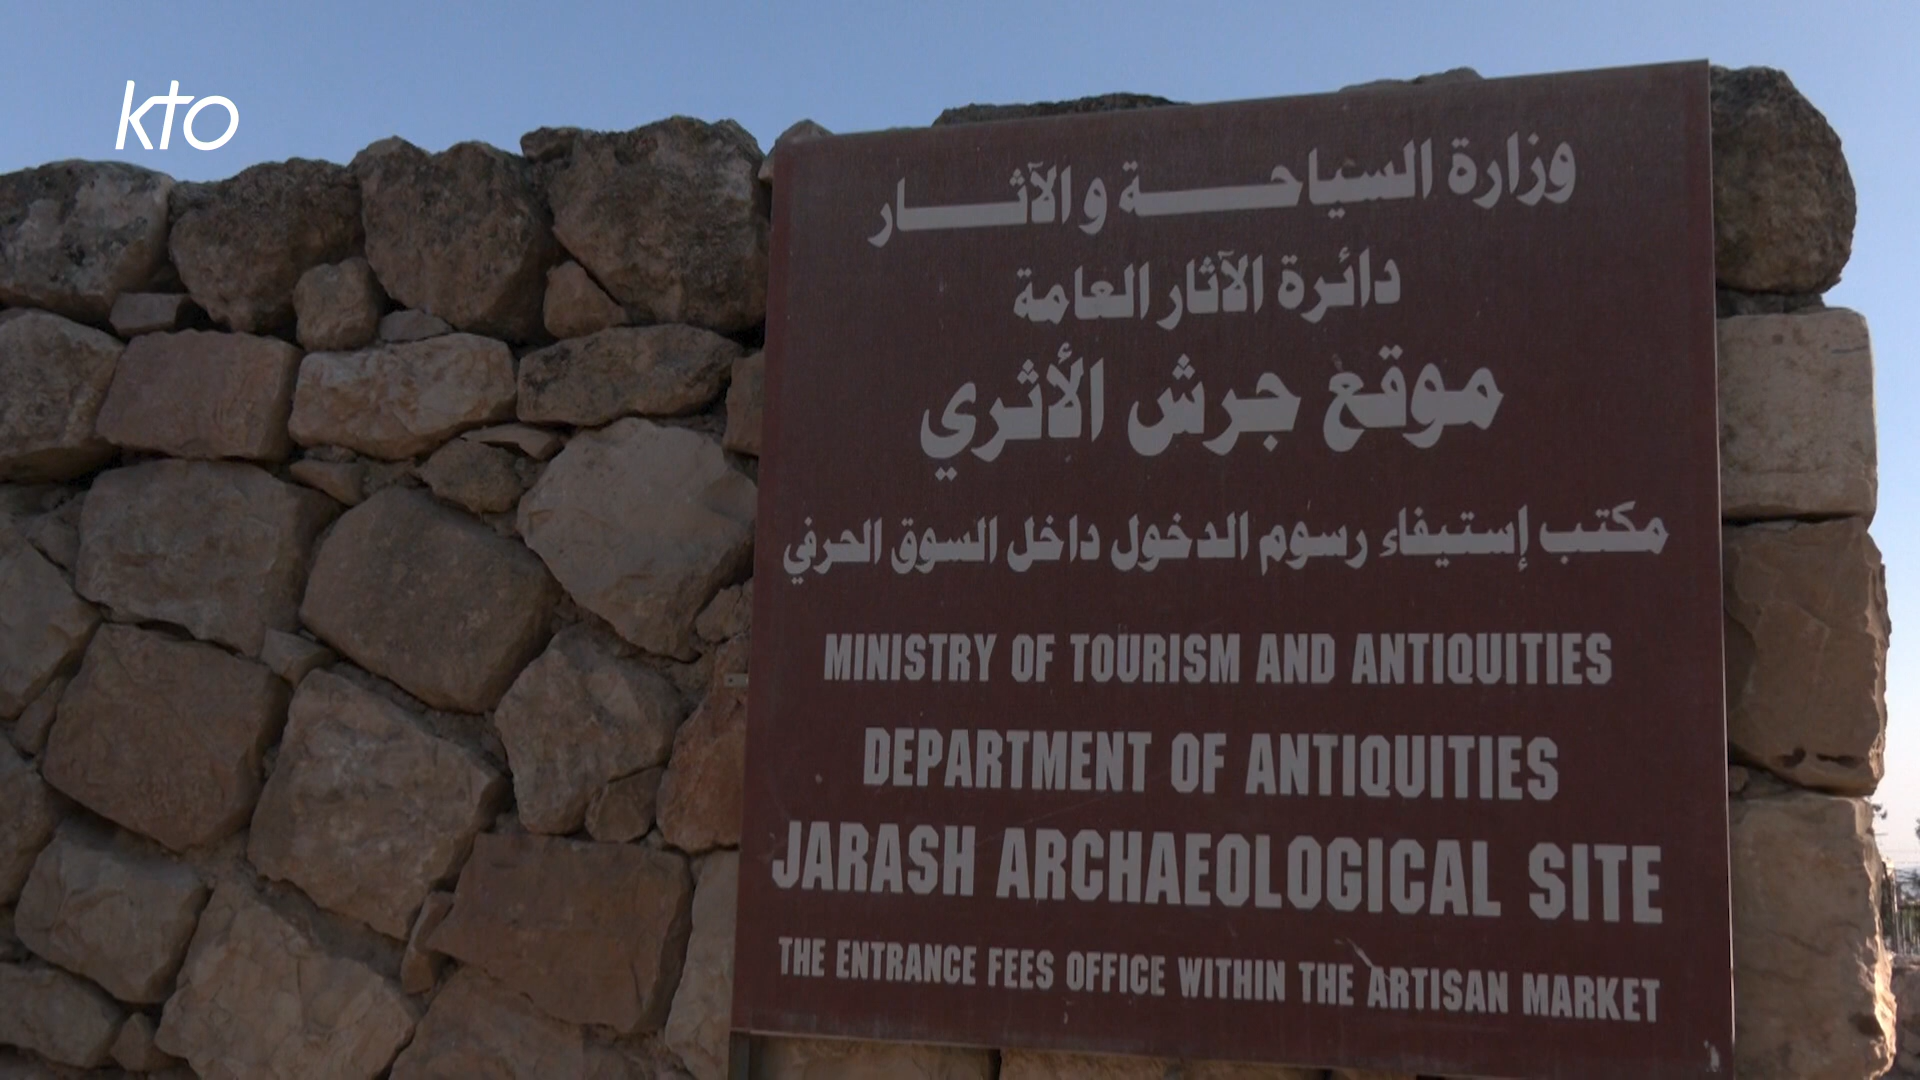 kto
وزارة السياحة والآثار
دائرة الآثار العامة
موقع جرش الأثري
مكتب إستيفاء رسوم الدخول داخل السوق الحرفي
MINISTRY OF TOURISM AND ANTIQUITIES
DEPARTMENT OF ANTIQUITIES
JARASH ARCHAEOLOGICAL SITE
THE ENTRANCE FEES OFFICE WITHIN THE ARTISAN MARKET